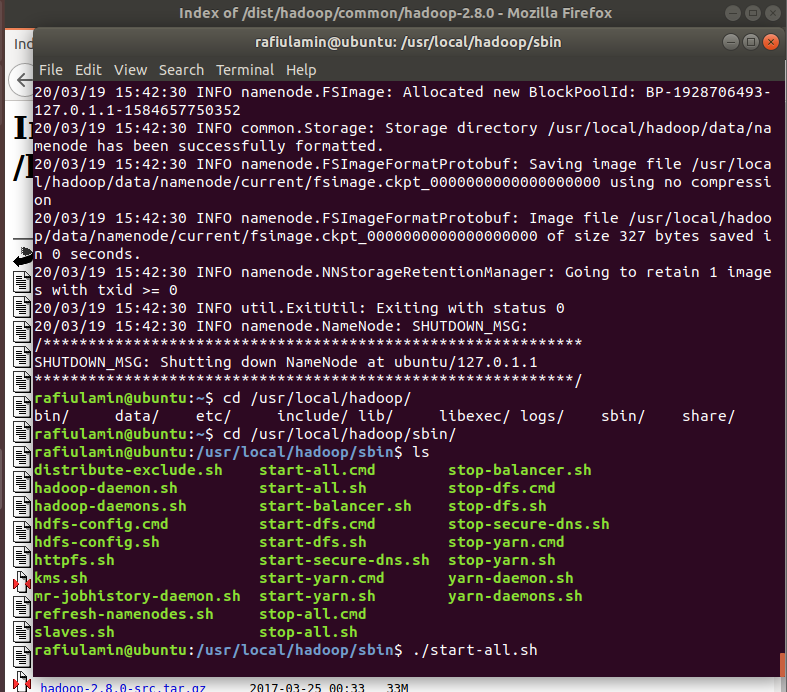 Index of /dist/hadoop/common/hadoop-2.8.0 - Mozilla Firefox
rafiulamin@ubuntu: /usr/local/hadoop/sbin
File Edit View Search Terminal Help
20/03/19 15:42:30 INFO namenode.FSImage: Allocated new BlockPoolId: BP-1928706493-
127.0.1.1-1584657750352
20/03/19 15:42:30 INFO common.Storage: Storage directory /usr/local/hadoop/data/na
menode has been successfully formatted.
20/03/19 15:42:30 INFO namenode.FSImageFormatProtobuf: Saving image file /usr/loca
l/hadoop/data/namenode/current/fsimage.ckpt_0000000000000000000 using no compressi
on
20/03/19 15:42:30 INFO namenode.FSImageFormatProtobuf: Image file /usr/local/hadoo
p/data/namenode/current/fsimage.ckpt_0000000000000000000 of size 327 bytes saved i
n 0 seconds.
20/03/19 15:42:30 INFO namenode.NNStorageRetentionManager: Going to retain 1 image
s with txid >= 0
20/03/19 15:42:30 INFO util.ExitUtil: Exiting with status 0
20/03/19 15:42:30 INFO namenode.NameNode: SHUTDOWN_MSG:
/************************************************************
SHUTDOWN_MSG: Shutting down NameNode at ubuntu/127.0.1.1
************************************************************/
rafiulamin@ubuntu:~$ cd /usr/local/hadoop/
bin/ data/ etc/ include/ lib/ libexec/ logs/ sbin/ share/
rafiulamin@ubuntu:~$ cd /usr/local/hadoop/sbin/
rafiulamin@ubuntu:/usr/local/hadoop/sbin$ ls
distribute-exclude.sh start-all.cmd stop-balancer.sh
hadoop-daemon.sh start-all.sh stop-dfs.cmd
hadoop-daemons.sh start-balancer.sh stop-dfs.sh
hdfs-config.cmd start-dfs.cmd stop-secure-dns.sh
hdfs-config.sh start-dfs.sh stop-yarn.cmd
httpfs.sh start-secure-dns.sh stop-yarn.sh
kms.sh start-yarn.cmd yarn-daemon.sh
mr-jobhistory-daemon.sh start-yarn.sh yarn-daemons.sh
refresh-namenodes.sh stop-all.cmd
slaves.sh stop-all.sh
rafiulamin@ubuntu:/usr/local/hadoop/sbin$ ./start-all.sh
hadoop-2.8.0-src.tar.gz 2017-03-25 00:33 33M